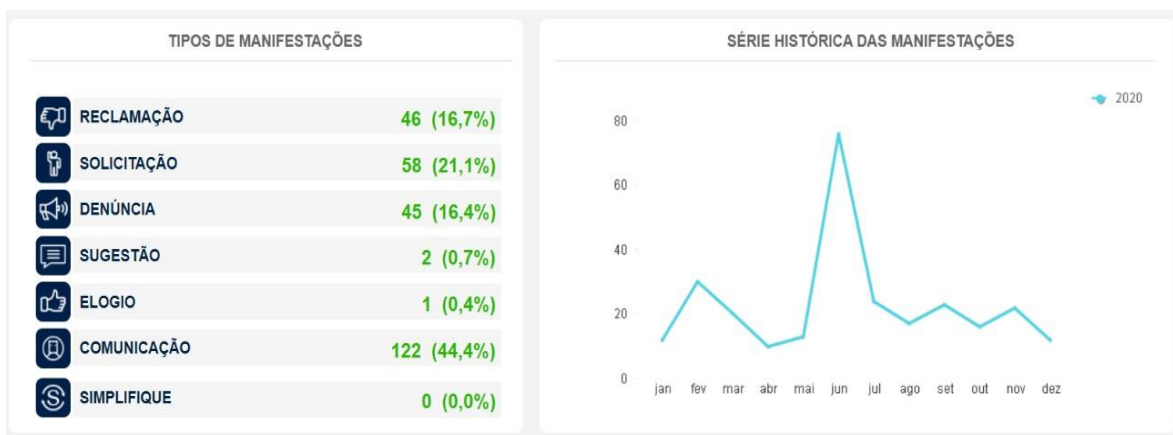 TIPOS DE MANIFESTAÇÕES
RECLAMAÇÃO 46 (16,7%)
SOLICITAÇÃO 58 (21,1%)
DENÚNCIA 45 (16,4%)
SUGESTÃO 2 (0,7%)
ELOGIO 1 (0,4%)
COMUNICAÇÃO 122 (44,4%)
SIMPLIFIQUE 0 (0,0%)
SÉRIE HISTÓRICA DAS MANIFESTAÇÕES
2020
80
60
40
20
0
jan fev mar abr mai jun jul ago set out nov dez